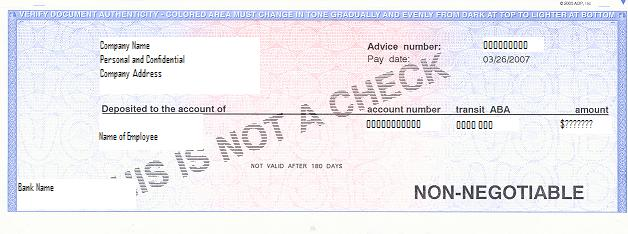 © 2001 ADP, Inc.
VERIFY DOCUMENT AUTHENTICITY - COLORED AREA MUST CHANGE IN TONE GRADUALLY AND EVENLY FROM DARK AT TOP TO LIGHTER AT BOTTOM
Company Name
Personal and Confidential
Company Address
Advice number: 000000000
Pay date: 03/26/2007
THIS IS NOT A CHECK
Deposited to the account of account number transit ABA amount
Name of Employee 00000000000 0000 000 $???????
NOT VALID AFTER 180 DAYS
Bank Name
NON-NEGOTIABLE